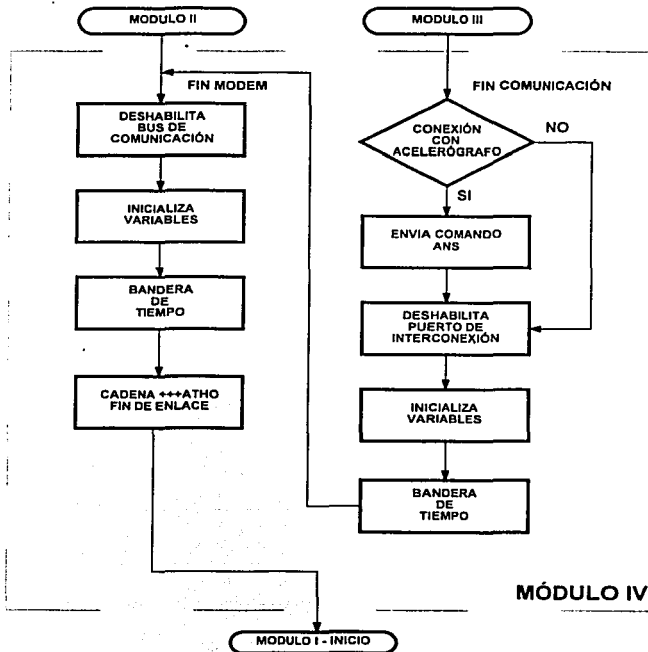 MODULO II
MODULO III
FIN MODEM
FIN COMUNICACIÓN
DESHABILITA
BUS DE
COMUNICACIÓN
CONEXIÓN
CON
ACELERÓGRAFO
NO
SI
INICIALIZA
VARIABLES
ENVIA COMANDO
ANS
BANDERA
DE
TIEMPO
DESHABILITA
PUERTO DE
INTERCONEXIÓN
CADENA +++ATHO
FIN DE ENLACE
INICIALIZA
VARIABLES
BANDERA
DE
TIEMPO
MÓDULO IV
MODULO I - INICIO